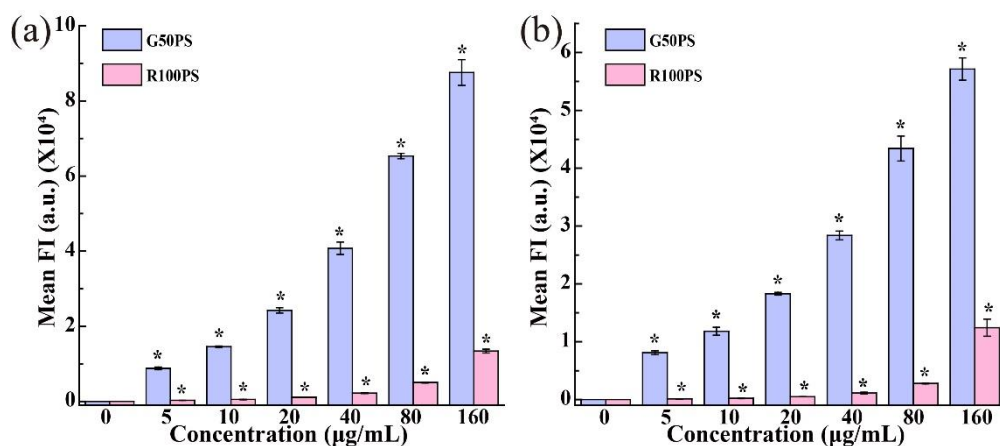 (a)
G50PS
R100PS
Mean FI (a.u.) (X10⁴)
10
8
6
4
2
0
* * * * * *
* * * * * *
0 5 10 20 40 80 160
Concentration (μg/mL)
(b)
G50PS
R100PS
Mean FI (a.u.) (X10⁴)
6
5
4
3
2
1
0
* * * * * *
* * * * * *
0 5 10 20 40 80 160
Concentration (μg/mL)